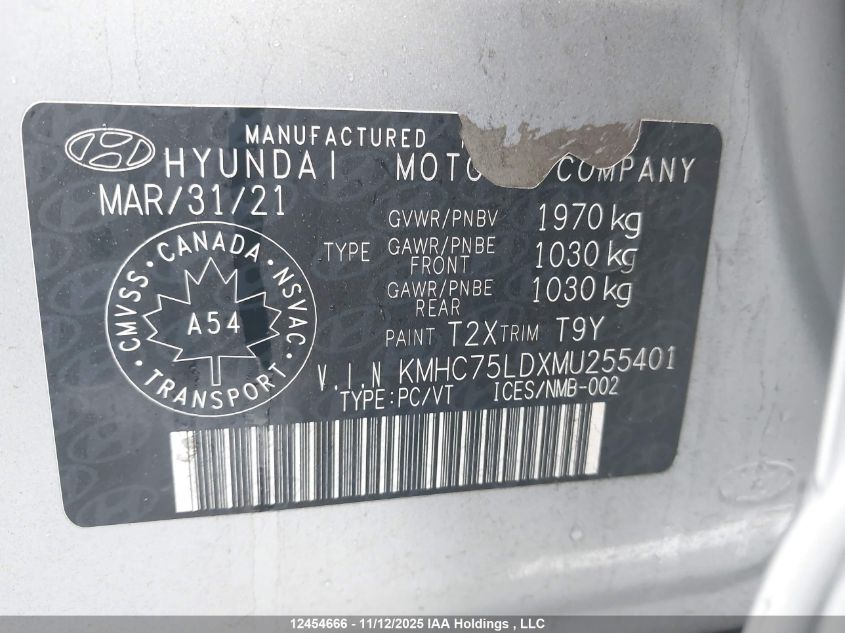 MANUFACTURED
HYUNDAI MOTO COMPANY
MAR/31/21
GVWR/PNBV 1970 kg
TYPE GAWR/PNBE FRONT 1030 kg
GAWR/PNBE REAR 1030 kg
PAINT T2X TRIM T9Y
CMVSS · CANADA · NSVAC · TRANSPORT ·
A54
V.I.N KMHC75LDXMU255401
TYPE:PC/VT ICES/NMB-002
12454666 - 11/12/2025 IAA Holdings , LLC